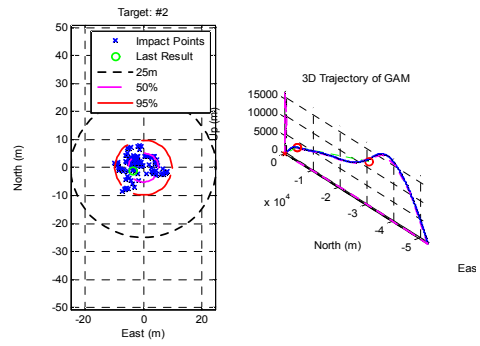 Target: #2
50
40
30
20
10
0
-10
-20
-30
-40
-50
North (m)
-20
0
20
East (m)
Impact Points
Last Result
25m
50%
95%
3D Trajectory of GAM
15000
10000
5000
0
0
-1
-2
-3
-4
-5
x 10
4
North (m)
Eas